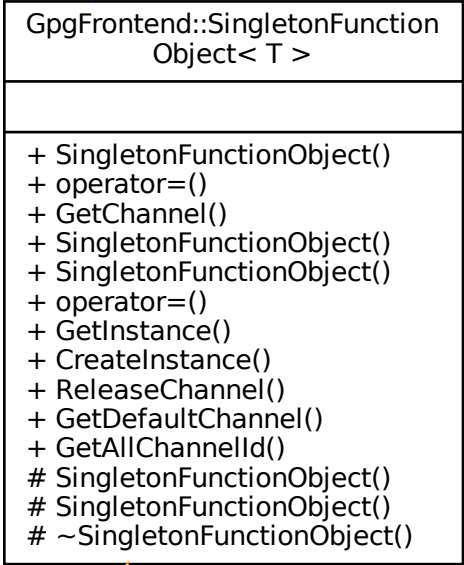 GpgFrontend::SingletonFunction
Object< T >
+ SingletonFunctionObject()
+ operator=()
+ GetChannel()
+ SingletonFunctionObject()
+ SingletonFunctionObject()
+ operator=()
+ GetInstance()
+ CreateInstance()
+ ReleaseChannel()
+ GetDefaultChannel()
+ GetAllChannelId()
# SingletonFunctionObject()
# SingletonFunctionObject()
# ~SingletonFunctionObject()